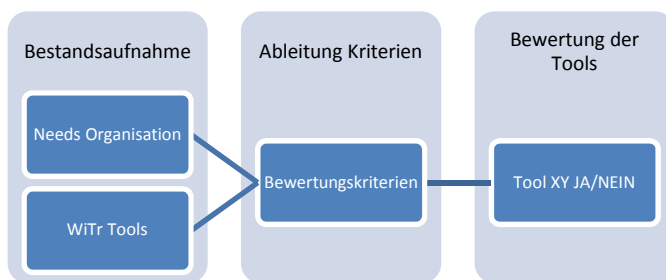 Bestandsaufnahme
Needs Organisation
WiTr Tools
Ableitung Kriterien
Bewertungskriterien
Bewertung der
Tools
Tool XY JA/NEIN